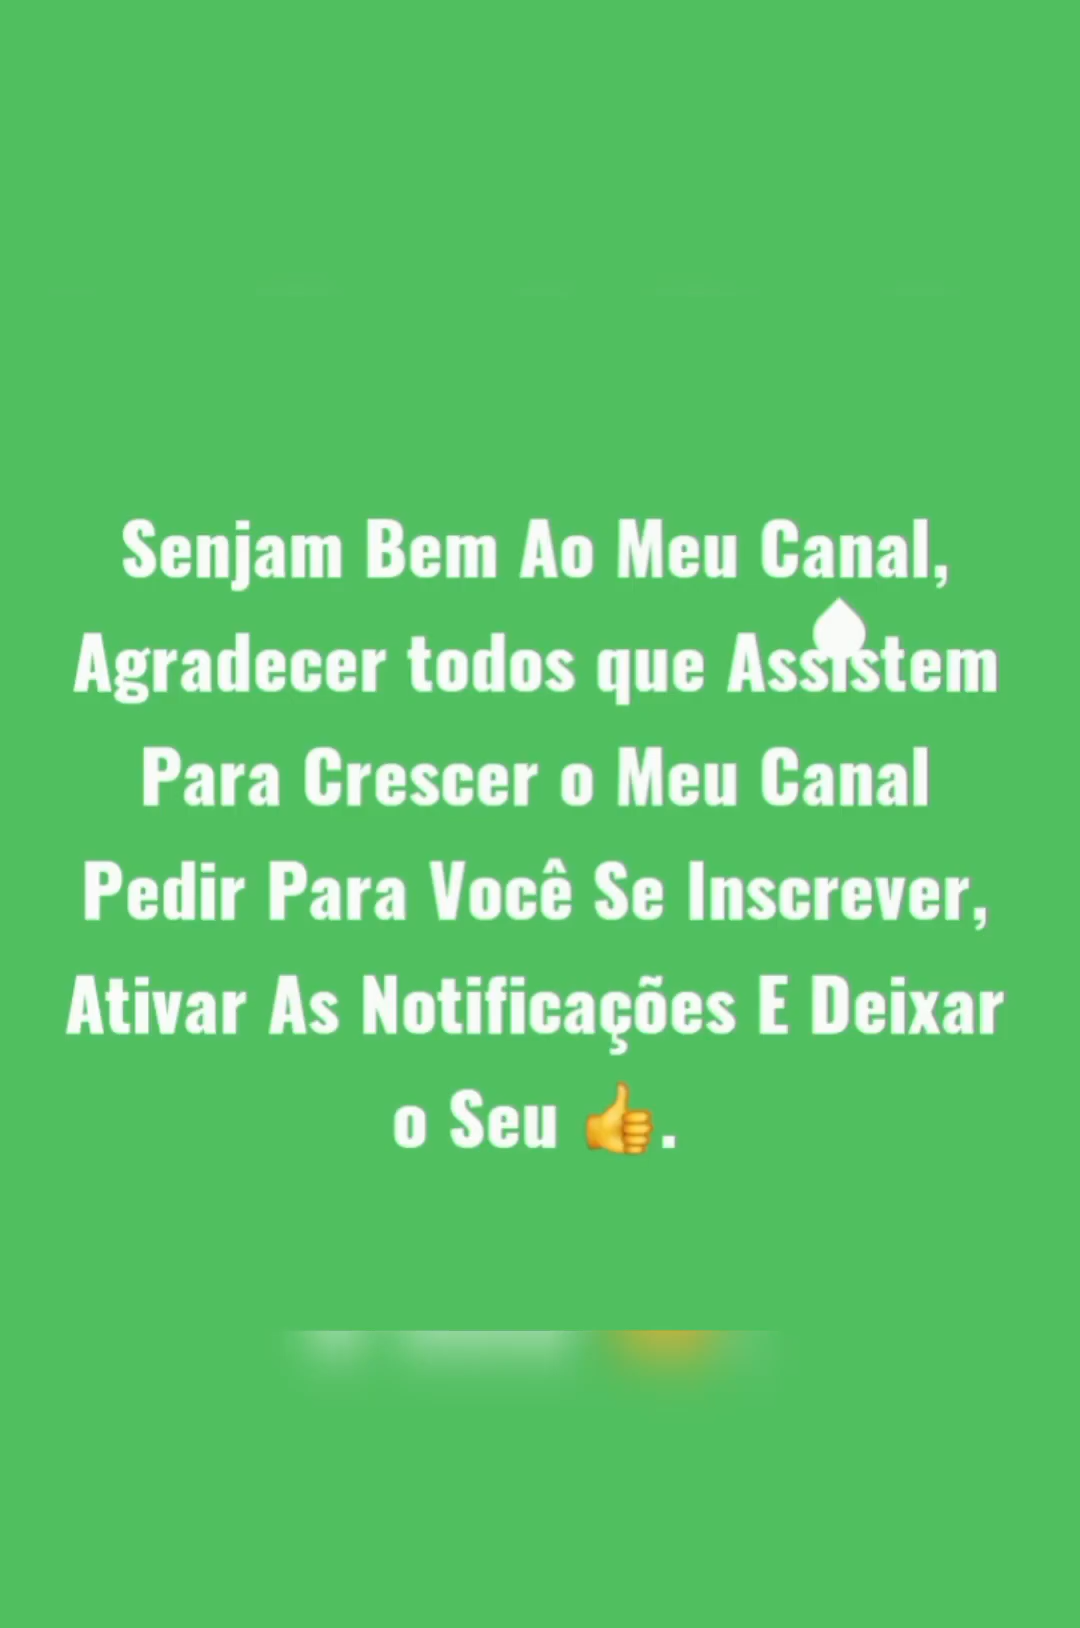 Senjam Bem Ao Meu Canal,
Agradecer todos que Assistem
Para Crescer o Meu Canal
Pedir Para Você Se Inscrever,
Ativar As Notificações E Deixar
o Seu 👍.